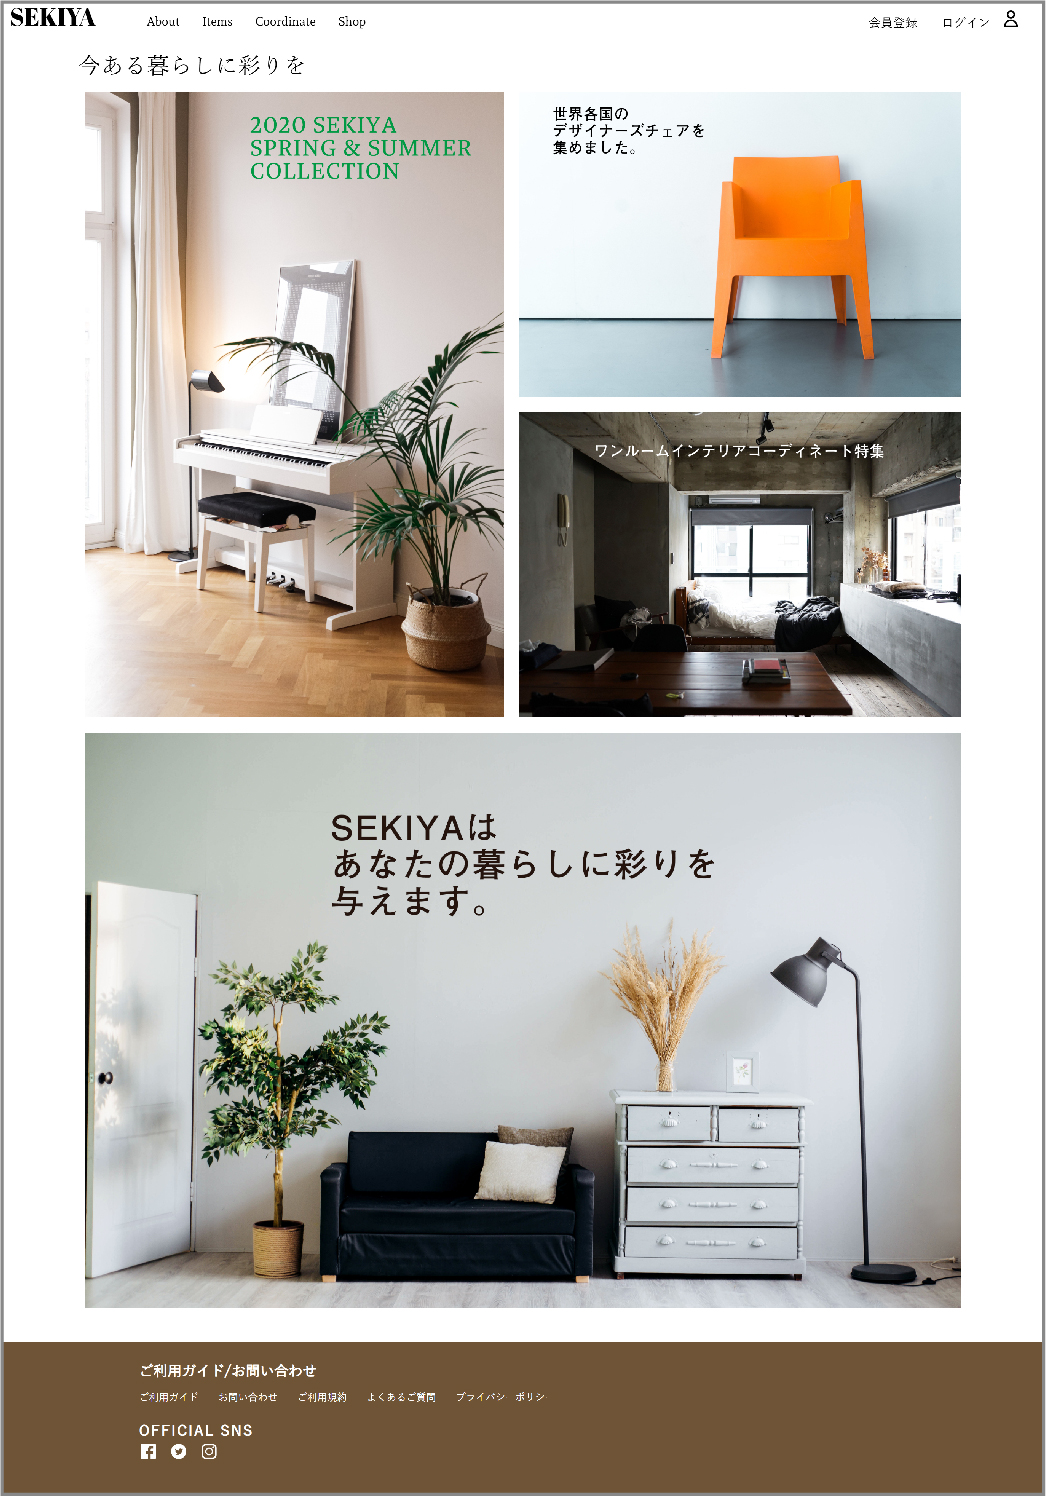 SEKIYA
About Items Coordinate Shop 会員登録 ログイン
今ある暮らしに彩りを
2020 SEKIYA
SPRING & SUMMER
COLLECTION
世界各国の
デザイナーズチェアを
集めました。
ワンルームインテリアコーディネート特集
SEKIYAは
あなたの暮らしに彩りを
与えます。
ご利用ガイド/お問い合わせ
ご利用ガイド お問い合わせ ご利用規約 よくあるご質問 プライバシーポリシー
OFFICIAL SNS